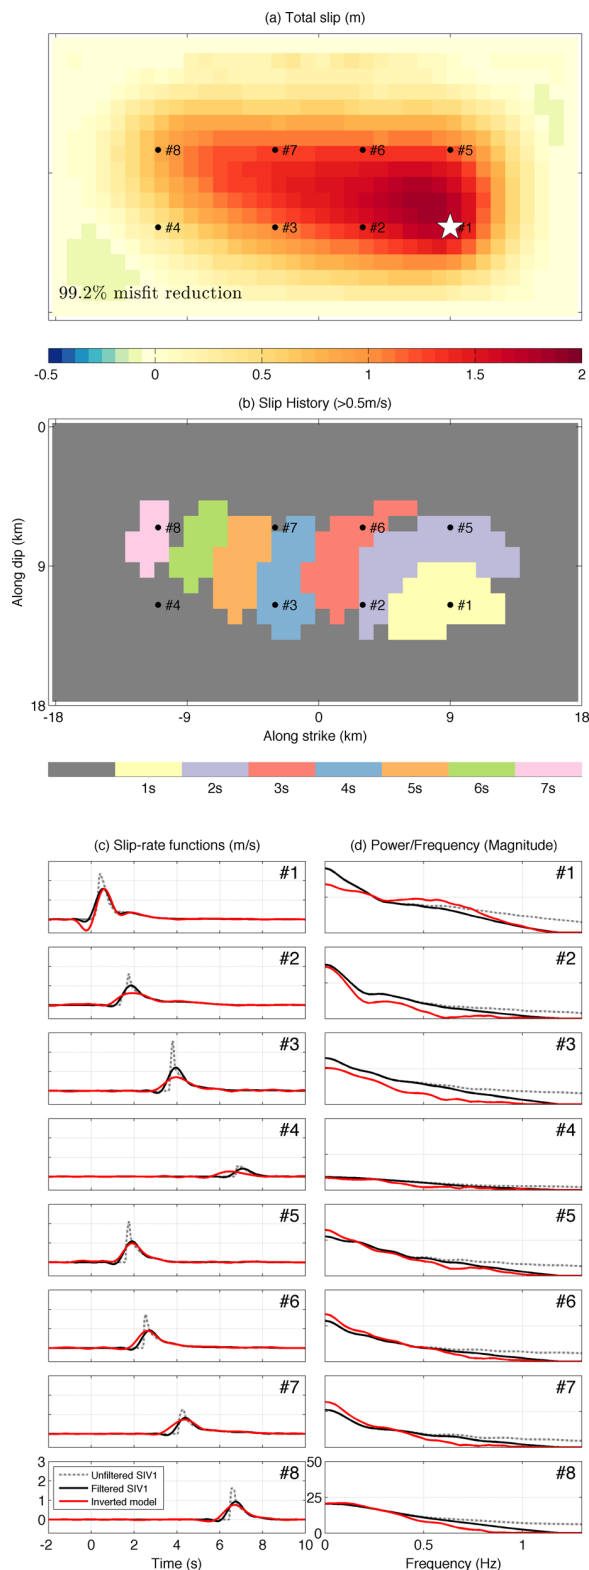 (a) Total slip (m)
#8 #7 #6 #5
#4 #3 #2 #1
99.2% misfit reduction
-0.5 0 0.5 1 1.5 2
(b) Slip History (>0.5m/s)
0
#8 #7 #6 #5
9
#4 #3 #2 #1
18
Along dip (km)
-18 -9 0 9 18
Along strike (km)
1s 2s 3s 4s 5s 6s 7s
(c) Slip-rate functions (m/s) (d) Power/Frequency (Magnitude)
#1 #1
#2 #2
#3 #3
#4 #4
#5 #5
#6 #6
#7 #7
#8 #8
3
2
1
0
Unfiltered SIV1
Filtered SIV1
Inverted model
50
25
0
-2 0 2 4 6 8 10
Time (s)
0 0.5 1
Frequency (Hz)